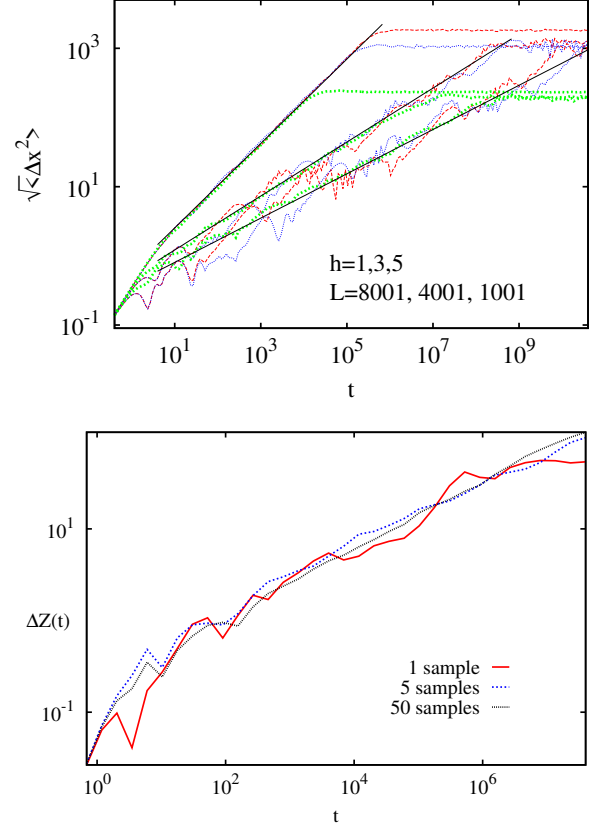 10^3
10^1
10^-1
√<Δx^2>
h=1,3,5
L=8001, 4001, 1001
10^1 10^3 10^5 10^7 10^9
t
10^1
ΔZ(t)
10^-1
1 sample
5 samples
50 samples
10^0 10^2 10^4 10^6
t